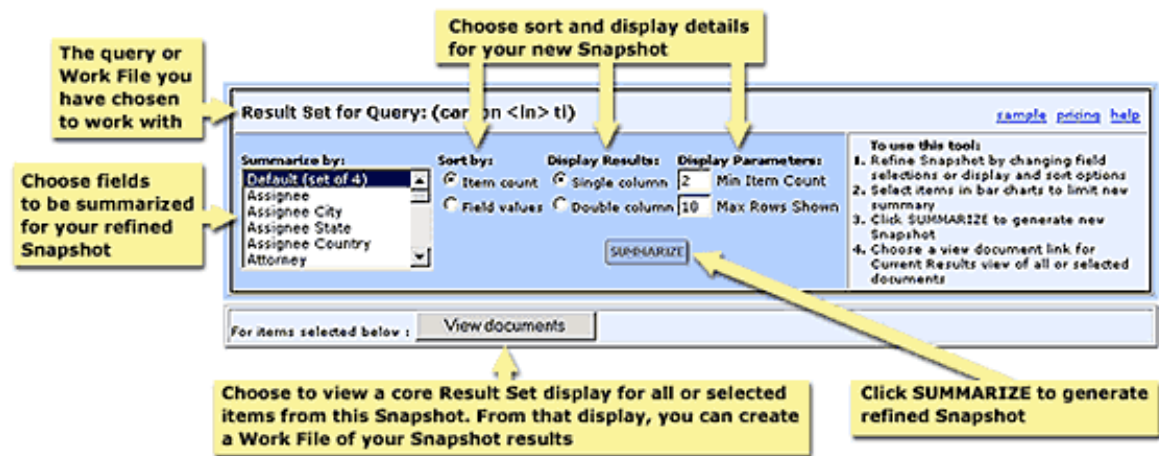 Choose sort and display details
for your new Snapshot
The query or
Work File you
have chosen
to work with
Result Set for Query: (car on <in> ti)
sample pricing help
Choose fields
to be summarized
for your refined
Snapshot
Summarize by:
Default (set of 4)
Assignee
Assignee City
Assignee State
Assignee Country
Attorney
Sort by:
Item count
Field values
Display Results:
Single column
Double column
Display Parameters:
2 Min Item Count
10 Max Rows Shown
SUMMARIZE
To use this tool:
1. Refine Snapshot by changing field
selections or display and sort options
2. Select items in bar charts to limit new
summary
3. Click SUMMARIZE to generate new
Snapshot
4. Choose a view document link for
Current Results view of all or selected
documents
For items selected below :
View documents
Choose to view a core Result Set display for all or selected
items from this Snapshot. From that display, you can create
a Work File of your Snapshot results
Click SUMMARIZE to generate
refined Snapshot